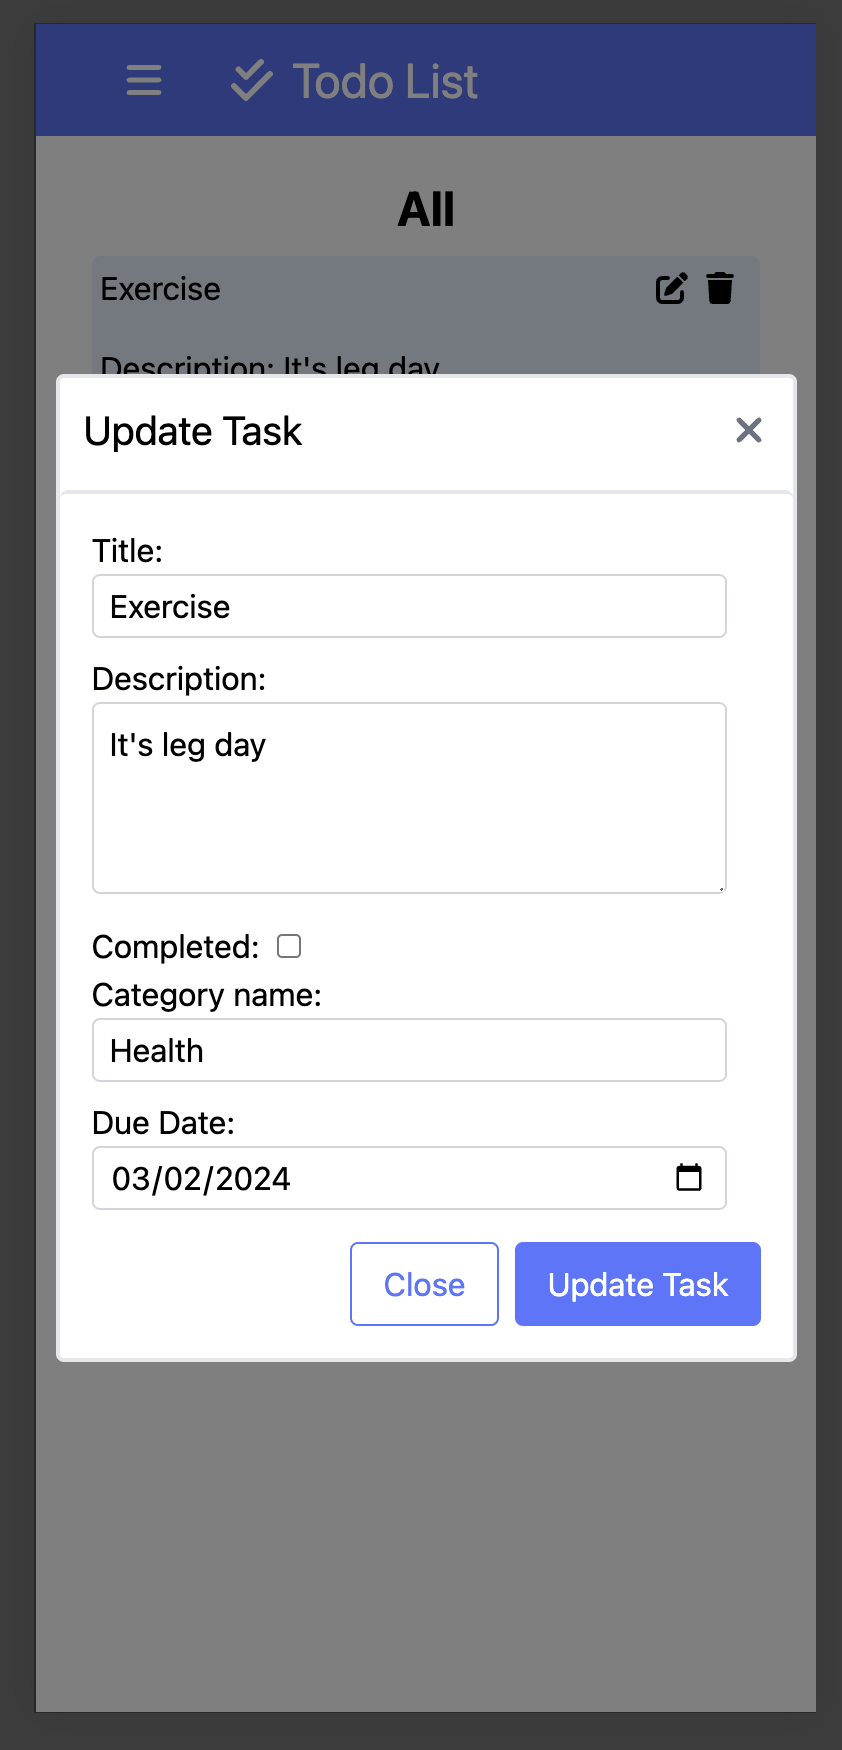 Todo List
All
Exercise
Description: It's leg day
Update Task
Title:
Exercise
Description:
It's leg day
Completed:
Category name:
Health
Due Date:
03/02/2024
Close
Update Task